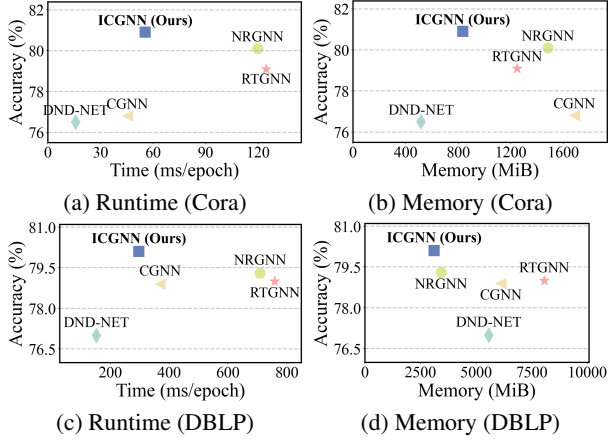 82
80
78
76
Accuracy (%)
ICGNN (Ours)
NRGNN
RTGNN
DND-NET
CGNN
0 30 60 90 120
Time (ms/epoch)
(a) Runtime (Cora)
82
80
78
76
Accuracy (%)
ICGNN (Ours)
NRGNN
RTGNN
DND-NET
CGNN
0 400 800 1200 1600
Memory (MiB)
(b) Memory (Cora)
81.0
79.5
78.0
76.5
Accuracy (%)
ICGNN (Ours)
CGNN
NRGNN
RTGNN
DND-NET
200 400 600 800
Time (ms/epoch)
(c) Runtime (DBLP)
81.0
79.5
78.0
76.5
Accuracy (%)
ICGNN (Ours)
NRGNN
RTGNN
CGNN
DND-NET
0 2500 5000 7500 10000
Memory (MiB)
(d) Memory (DBLP)